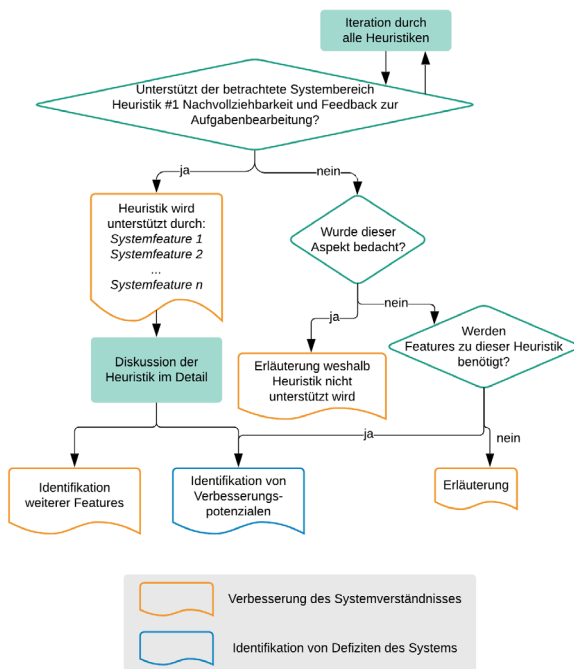 Iteration durch
alle Heuristiken
Unterstützt der betrachtete Systembereich
Heuristik #1 Nachvollziehbarkeit und Feedback zur
Aufgabenbearbeitung?
ja
nein
Heuristik wird
unterstützt durch:
Systemfeature 1
Systemfeature 2
...
Systemfeature n
Wurde dieser
Aspekt bedacht?
ja
nein
Diskussion der
Heuristik im Detail
Erläuterung weshalb
Heuristik nicht
unterstützt wird
Werden
Features zu dieser Heuristik
benötigt?
ja
nein
Identifikation
weiterer Features
Identifikation von
Verbesserungs-
potenzialen
Erläuterung
Verbesserung des Systemverständnisses
Identifikation von Defiziten des Systems